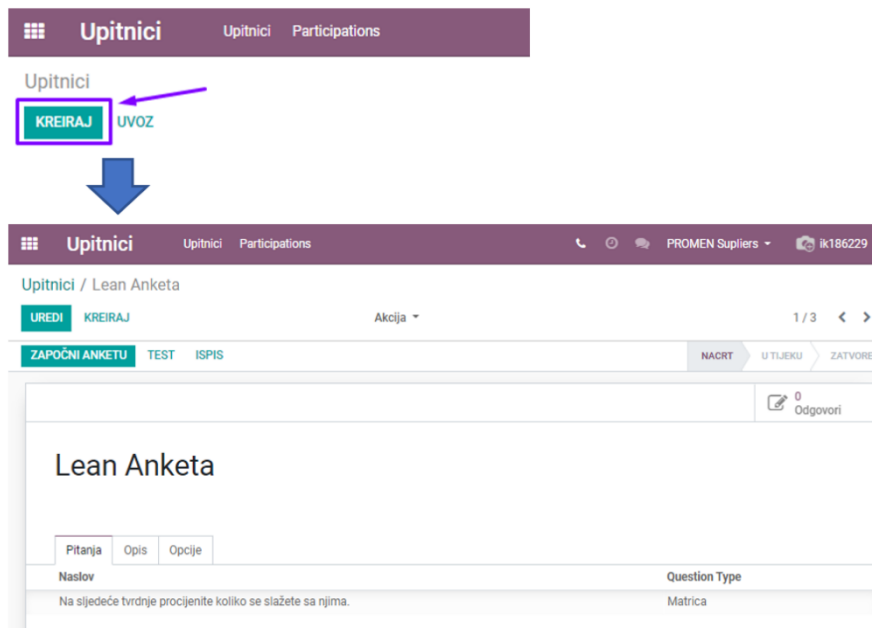 Upitnici Upitnici Participations
Upitnici
KREIRAJ UVOZ
Upitnici Upitnici Participations PROMEN Supliers ik186229
Upitnici / Lean Anketa
UREDI KREIRAJ Akcija 1 / 3
ZAPOČNI ANKETU TEST ISPIS NACRT U TIJEKU ZATVORE
0
Odgovori
Lean Anketa
Pitanja Opis Opcije
Naslov Question Type
Na sljedeće tvrdnje procijenite koliko se slažete sa njima. Matrica